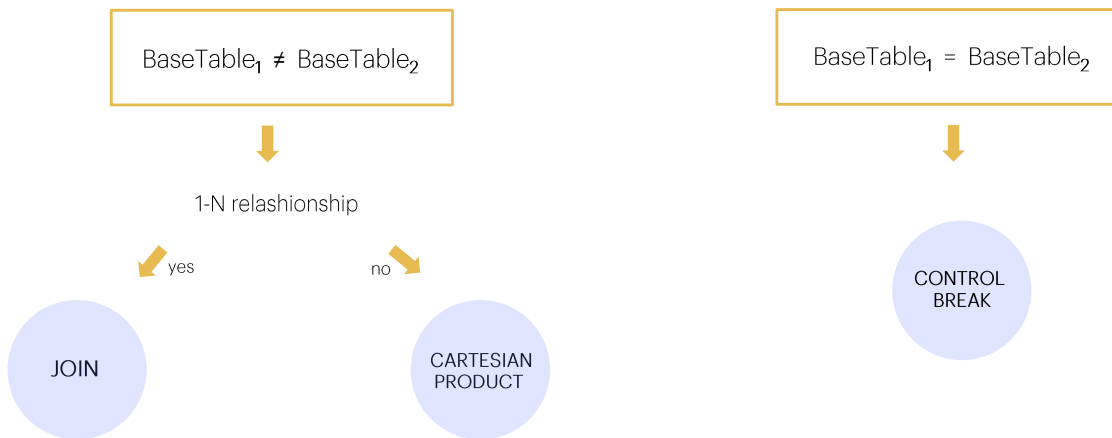 BaseTable₁ ≠ BaseTable₂
BaseTable₁ = BaseTable₂
1-N relashionship
yes
no
JOIN
CARTESIAN
PRODUCT
CONTROL
BREAK